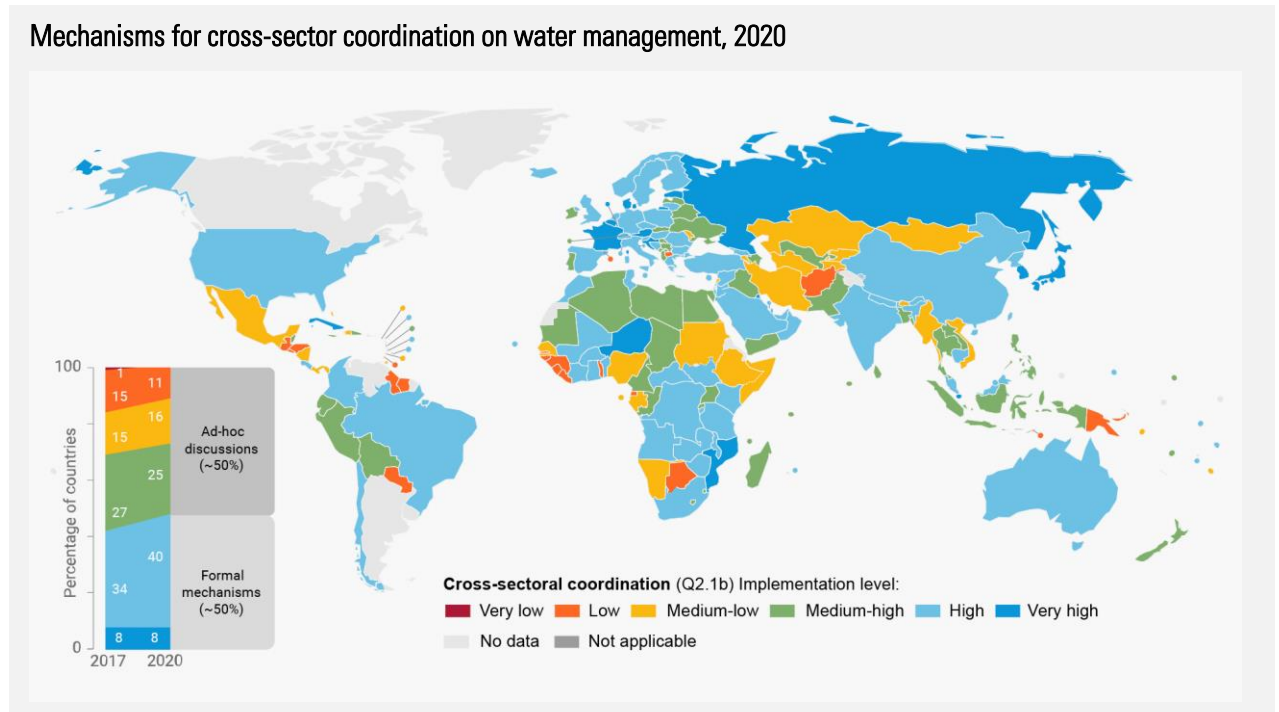 Mechanisms for cross-sector coordination on water management, 2020
100
Percentage of countries
0
1
15
15
27
34
8
11
16
25
40
8
2017 2020
Ad-hoc
discussions
(~50%)
Formal
mechanisms
(~50%)
Cross-sectoral coordination (Q2.1b) Implementation level:
Very low Low Medium-low Medium-high High Very high
No data Not applicable